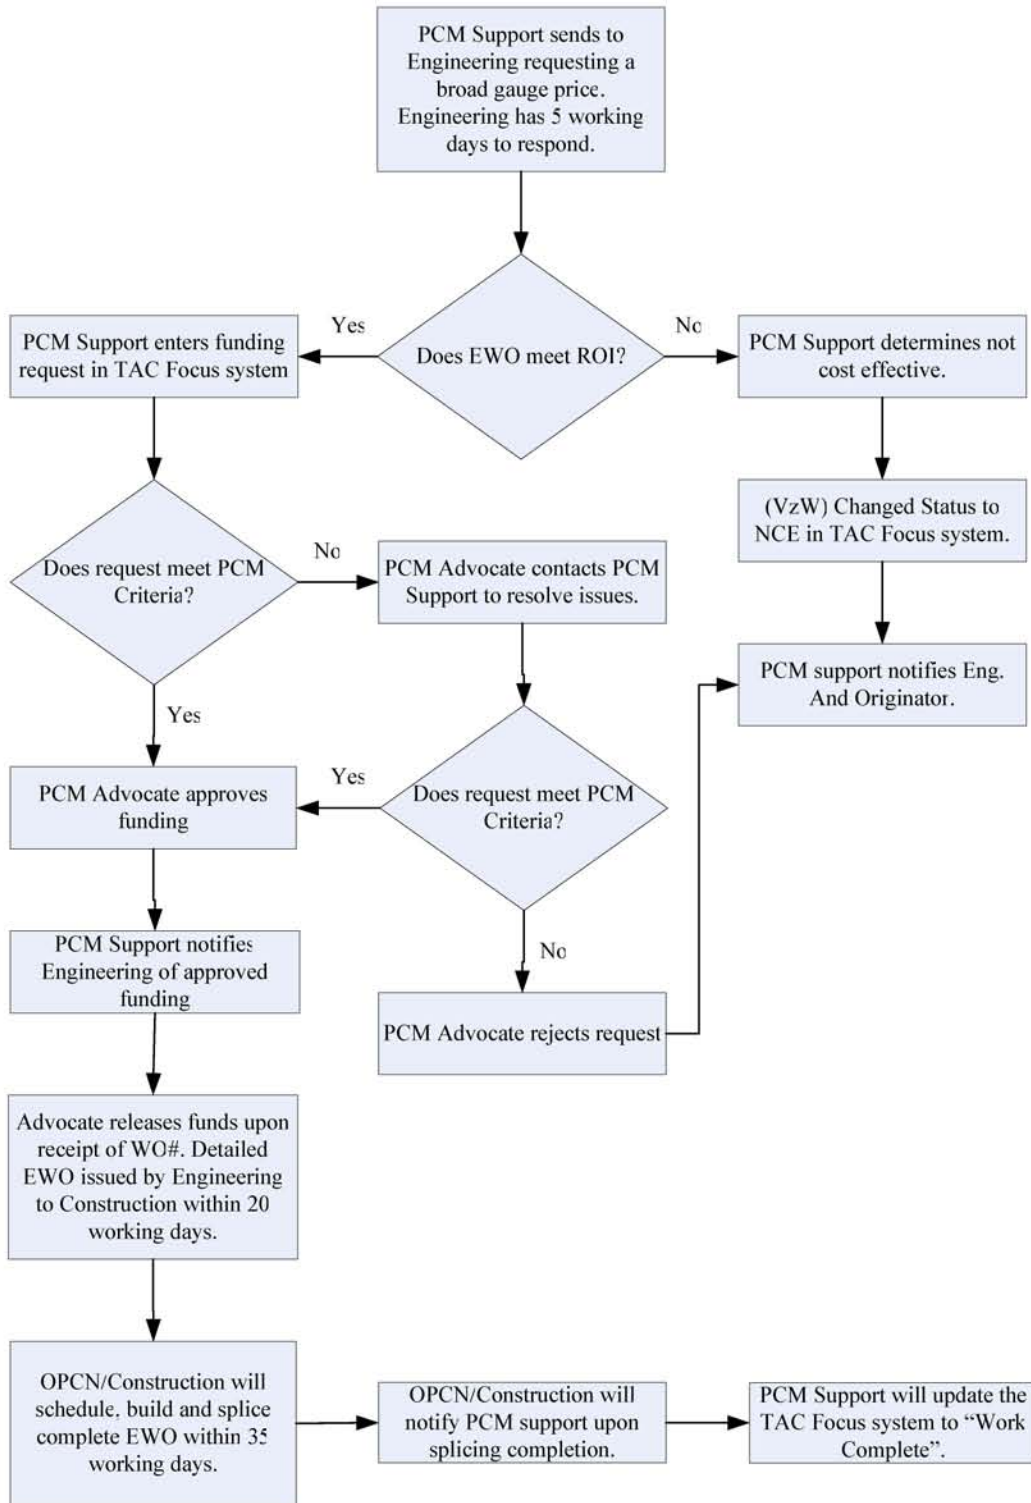 PCM Support sends to
Engineering requesting a
broad gauge price.
Engineering has 5 working
days to respond.
Yes
No
PCM Support enters funding
request in TAC Focus system
Does EWO meet ROI?
PCM Support determines not
cost effective.
(VzW) Changed Status to
NCE in TAC Focus system.
No
Does request meet PCM
Criteria?
PCM Advocate contacts PCM
Support to resolve issues.
PCM support notifies Eng.
And Originator.
Yes
Yes
PCM Advocate approves
funding
Does request meet PCM
Criteria?
PCM Support notifies
Engineering of approved
funding
No
PCM Advocate rejects request
Advocate releases funds upon
receipt of WO#. Detailed
EWO issued by Engineering
to Construction within 20
working days.
OPCN/Construction will
schedule, build and splice
complete EWO within 35
working days.
OPCN/Construction will
notify PCM support upon
splicing completion.
PCM Support will update the
TAC Focus system to “Work
Complete”.